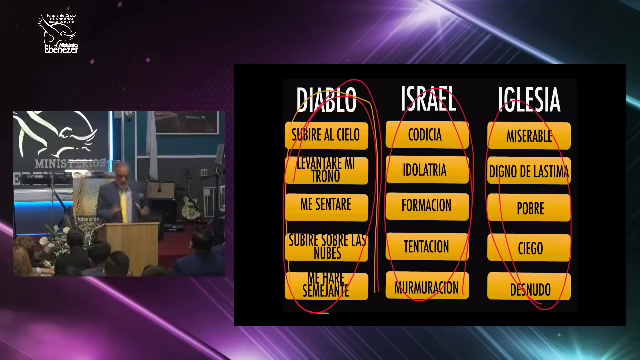 Ebenezer
MINISTERIOS
DIABLO
SUBIRE AL CIELO
LEVANTARE MI
TRONO
ME SENTARE
SUBIRE SOBRE LAS
NUBES
ME HARE
SEMEJANTE
ISRAEL
CODICIA
IDOLATRIA
FORMACION
TENTACION
MURMURACION
IGLESIA
MISERABLE
DIGNO DE LASTIMA
POBRE
CIEGO
DESNUDO